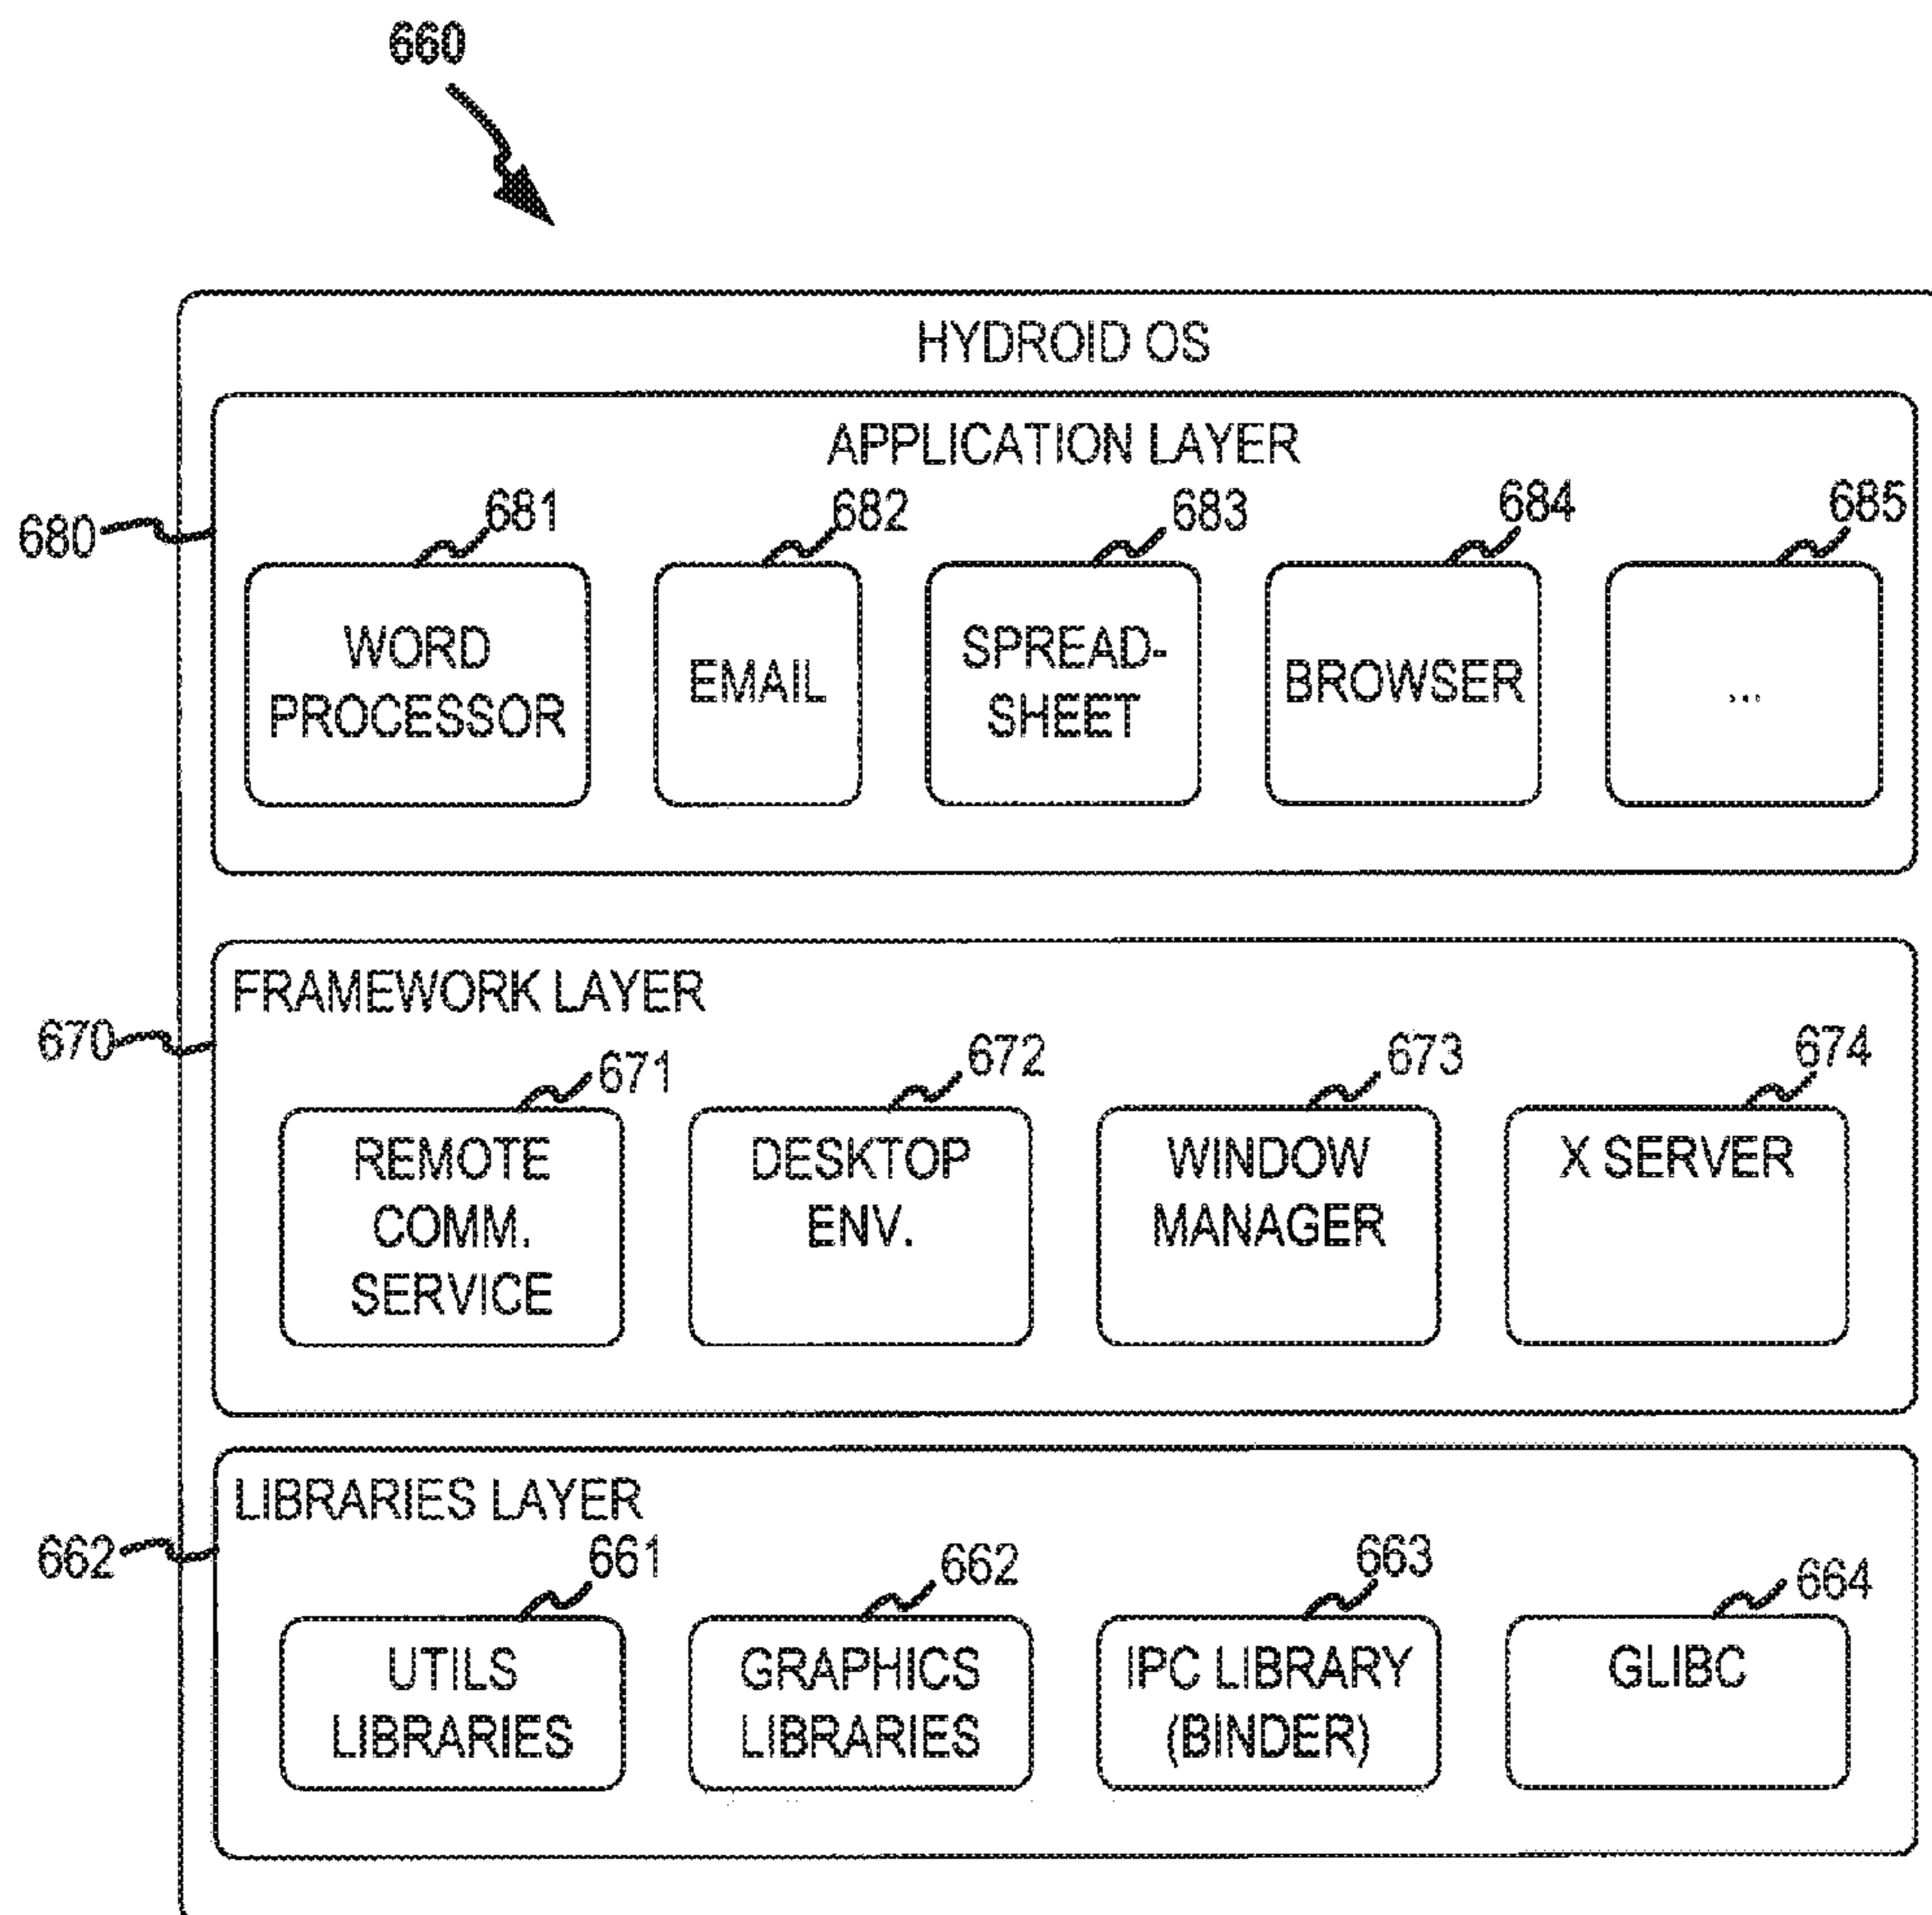 660
HYDROID OS
APPLICATION LAYER
680
681
682
683
684
685
WORD
PROCESSOR
EMAIL
SPREAD-
SHEET
BROWSER
...
FRAMEWORK LAYER
670
671
672
673
674
REMOTE
COMM.
SERVICE
DESKTOP
ENV.
WINDOW
MANAGER
X SERVER
LIBRARIES LAYER
662
661
662
663
664
UTILS
LIBRARIES
GRAPHICS
LIBRARIES
IPC LIBRARY
(BINDER)
GLIBC